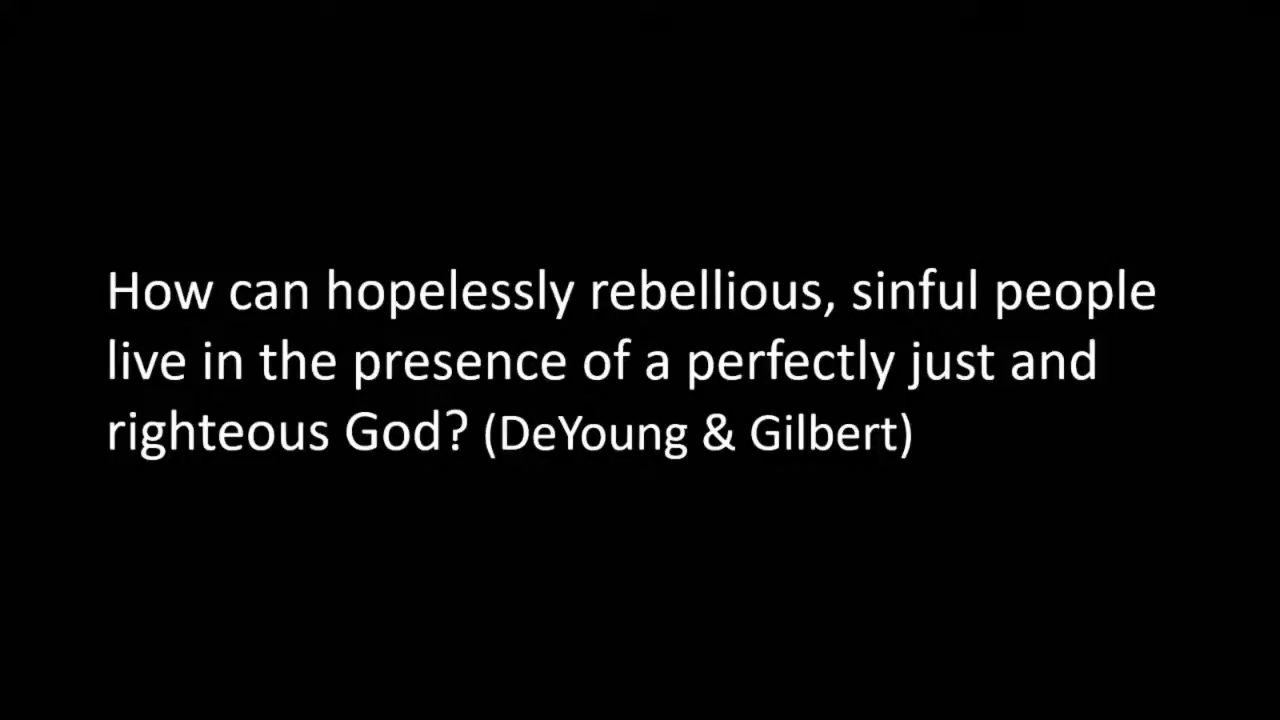 How can hopelessly rebellious, sinful people
live in the presence of a perfectly just and
righteous God? (DeYoung & Gilbert)